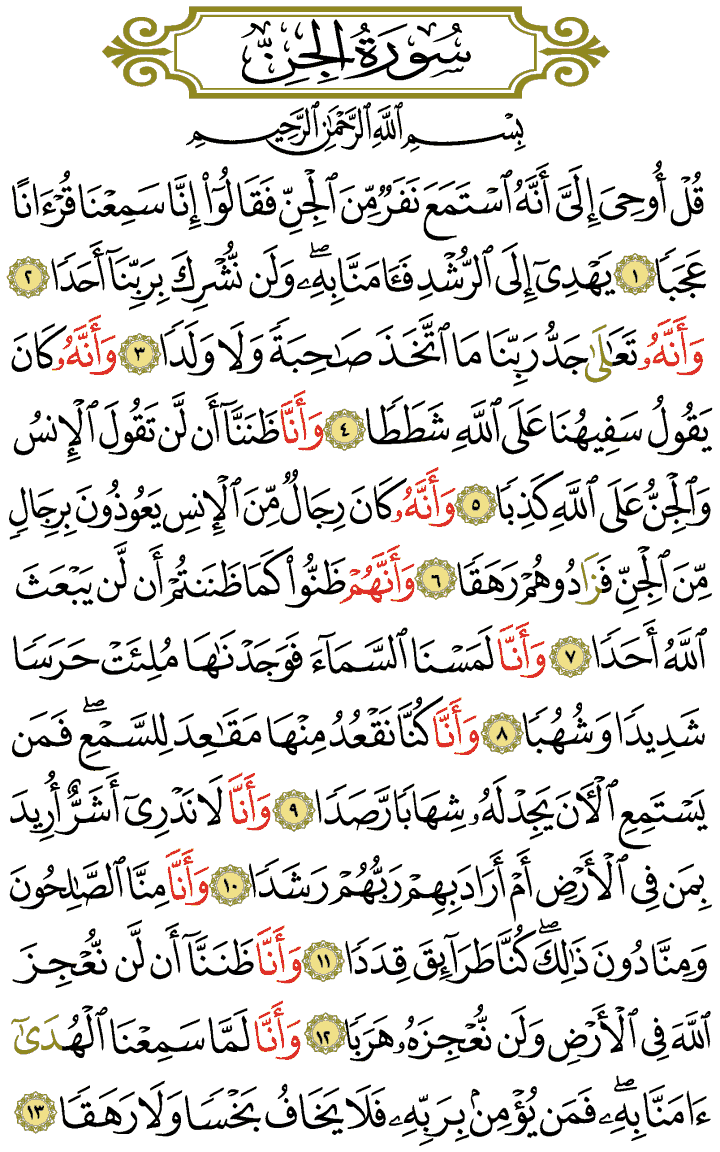 سُورَةُ الجِنِّ
بِسْمِ ٱللَّهِ ٱلرَّحْمَٰنِ ٱلرَّحِيمِ
قُلْ أُوحِىَ إِلَىَّ أَنَّهُ ٱسْتَمَعَ نَفَرٌ مِّنَ ٱلْجِنِّ فَقَالُوٓا۟ إِنَّا سَمِعْنَا قُرْءَانًا
عَجَبًا ١ يَهْدِىٓ إِلَى ٱلرُّشْدِ فَـَٔامَنَّا بِهِۦ ۖ وَلَن نُّشْرِكَ بِرَبِّنَآ أَحَدًا ٢
وَأَنَّهُۥ تَعَٰلَىٰ جَدُّ رَبِّنَا مَا ٱتَّخَذَ صَٰحِبَةً وَلَا وَلَدًا ٣ وَأَنَّهُۥ كَانَ
يَقُولُ سَفِيهُنَا عَلَى ٱللَّهِ شَطَطًا ٤ وَأَنَّا ظَنَنَّآ أَن لَّن تَقُولَ ٱلْإِنسُ
وَٱلْجِنُّ عَلَى ٱللَّهِ كَذِبًا ٥ وَأَنَّهُۥ كَانَ رِجَالٌ مِّنَ ٱلْإِنسِ يَعُوذُونَ بِرِجَالٍ
مِّنَ ٱلْجِنِّ فَزَادُوهُمْ رَهَقًا ٦ وَأَنَّهُمْ ظَنُّوا۟ كَمَا ظَنَنتُمْ أَن لَّن يَبْعَثَ
ٱللَّهُ أَحَدًا ٧ وَأَنَّا لَمَسْنَا ٱلسَّمَآءَ فَوَجَدْنَٰهَا مُلِئَتْ حَرَسًا
شَدِيدًا وَشُهُبًا ٨ وَأَنَّا كُنَّا نَقْعُدُ مِنْهَا مَقَٰعِدَ لِلسَّمْعِ ۖ فَمَن
يَسْتَمِعِ ٱلْـَٔانَ يَجِدْ لَهُۥ شِهَابًا رَّصَدًا ٩ وَأَنَّا لَا نَدْرِىٓ أَشَرٌّ أُرِيدَ
بِمَن فِى ٱلْأَرْضِ أَمْ أَرَادَ بِهِمْ رَبُّهُمْ رَشَدًا ١٠ وَأَنَّا مِنَّا ٱلصَّٰلِحُونَ
وَمِنَّا دُونَ ذَٰلِكَ ۖ كُنَّا طَرَآئِقَ قِدَدًا ١١ وَأَنَّا ظَنَنَّآ أَن لَّن نُّعْجِزَ
ٱللَّهَ فِى ٱلْأَرْضِ وَلَن نُّعْجِزَهُۥ هَرَبًا ١٢ وَأَنَّا لَمَّا سَمِعْنَا ٱلْهُدَىٰٓ
ءَامَنَّا بِهِۦ ۖ فَمَن يُؤْمِنۢ بِرَبِّهِۦ فَلَا يَخَافُ بَخْسًا وَلَا رَهَقًا ١٣